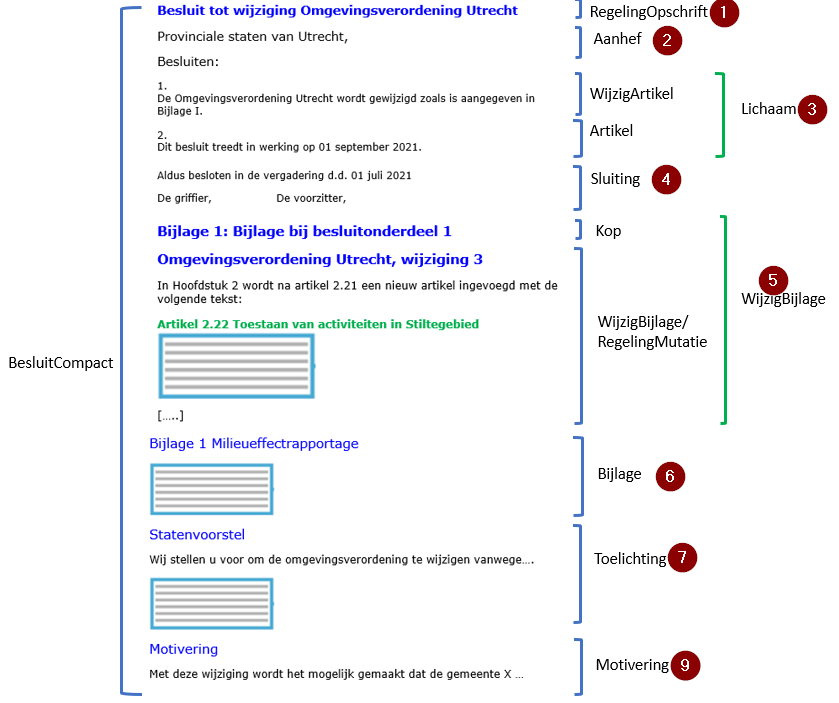 Besluit tot wijziging Omgevingsverordening Utrecht
RegelingOpschrift 1
Provinciale staten van Utrecht,
Aanhef 2
Besluiten:
1.
De Omgevingsverordening Utrecht wordt gewijzigd zoals is aangegeven in
Bijlage I.
WijzigArtikel
Lichaam 3
2.
Dit besluit treedt in werking op 01 september 2021.
Artikel
Aldus besloten in de vergadering d.d. 01 juli 2021
De griffier, De voorzitter,
Sluiting 4
Bijlage 1: Bijlage bij besluitonderdeel 1
Kop
Omgevingsverordening Utrecht, wijziging 3
In Hoofdstuk 2 wordt na artikel 2.21 een nieuw artikel ingevoegd met de
volgende tekst:
5
WijzigBijlage
Artikel 2.22 Toestaan van activiteiten in Stiltegebied
WijzigBijlage/
RegelingMutatie
BesluitCompact
[.....]
Bijlage 1 Milieueffectrapportage
Bijlage 6
Statenvoorstel
Wij stellen u voor om de omgevingsverordening te wijzigen vanwege....
Toelichting 7
Motivering
Met deze wijziging wordt het mogelijk gemaakt dat de gemeente X ...
Motivering 9